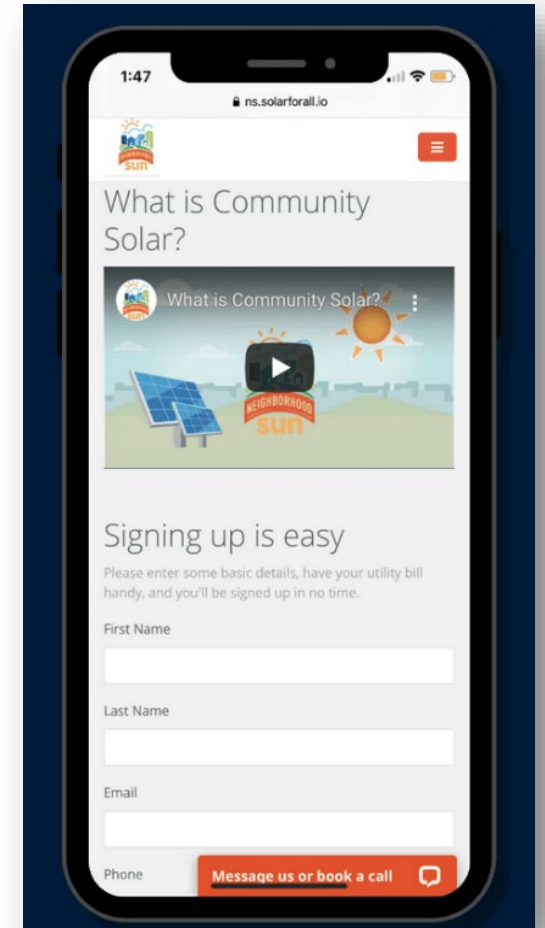 1:47
ns.solarforall.io
NEIGHBORHOOD
sun
What is Community
Solar?
What is Community Solar?
NEIGHBORHOOD
sun
Signing up is easy
Please enter some basic details, have your utility bill
handy, and you'll be signed up in no time.
First Name
Last Name
Email
Phone
Message us or book a call